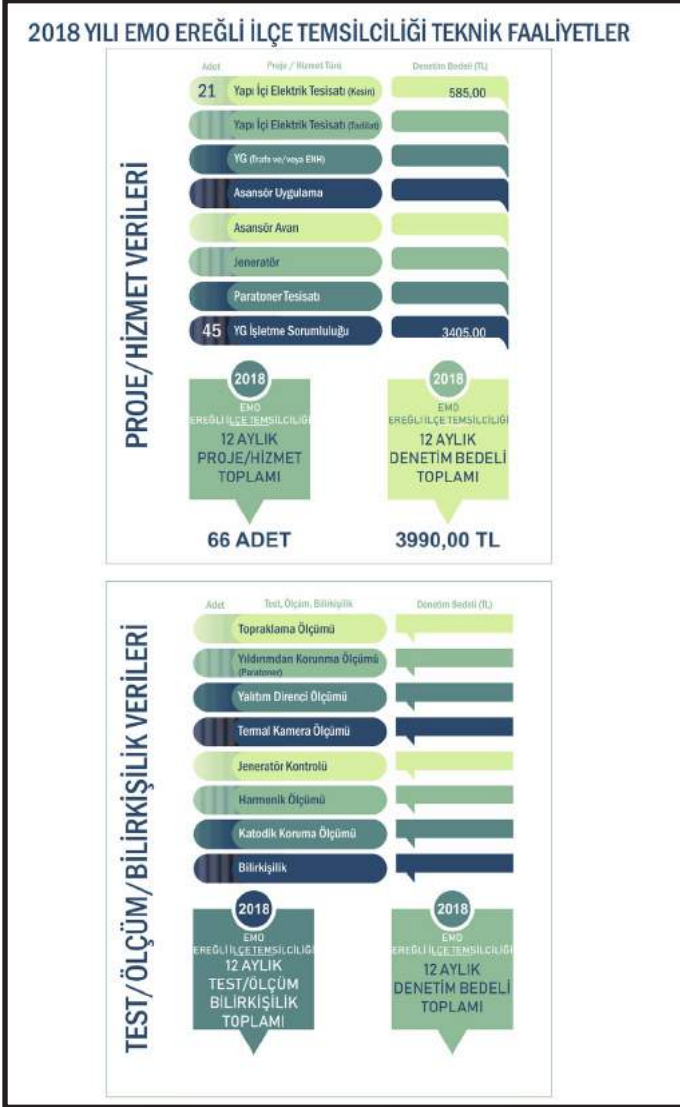 2018 YILI EMO EREĞLİ İLÇE TEMSİLCİLİĞİ TEKNİK FAALİYETLER
PROJE/HİZMET VERİLERİ
Adet Proje / Hizmet Türü Denetim Bedeli (TL)
21 Yapı İçi Elektrik Tesisatı (Kesin) 585,00
Yapı İçi Elektrik Tesisatı (Tadilat)
YG (Trafo ve/veya ENH)
Asansör Uygulama
Asansör Avan
Jeneratör
Paratoner Tesisatı
45 YG İşletme Sorumluluğu 3405,00
2018
EMO
EREĞLİ İLÇE TEMSİLCİLİĞİ
12 AYLIK
PROJE/HİZMET
TOPLAMI
66 ADET
2018
EMO
EREĞLİ İLÇE TEMSİLCİLİĞİ
12 AYLIK
DENETİM BEDELİ
TOPLAMI
3990,00 TL
TEST/ÖLÇÜM/BİLİRKİŞİLİK VERİLERİ
Adet Test, Ölçüm, Bilirkişilik Denetim Bedeli (TL)
Topraklama Ölçümü
Yıldırımdan Korunma Ölçümü
(Paratoner)
Yalıtım Direnci Ölçümü
Termal Kamera Ölçümü
Jeneratör Kontrolü
Harmonik Ölçümü
Katodik Koruma Ölçümü
Bilirkişilik
2018
EMO
EREĞLİ İLÇE TEMSİLCİLİĞİ
12 AYLIK
TEST/ÖLÇÜM
BİLİRKİŞİLİK
TOPLAMI
2018
EMO
EREĞLİ İLÇE TEMSİLCİLİĞİ
12 AYLIK
DENETİM BEDELİ
TOPLAMI